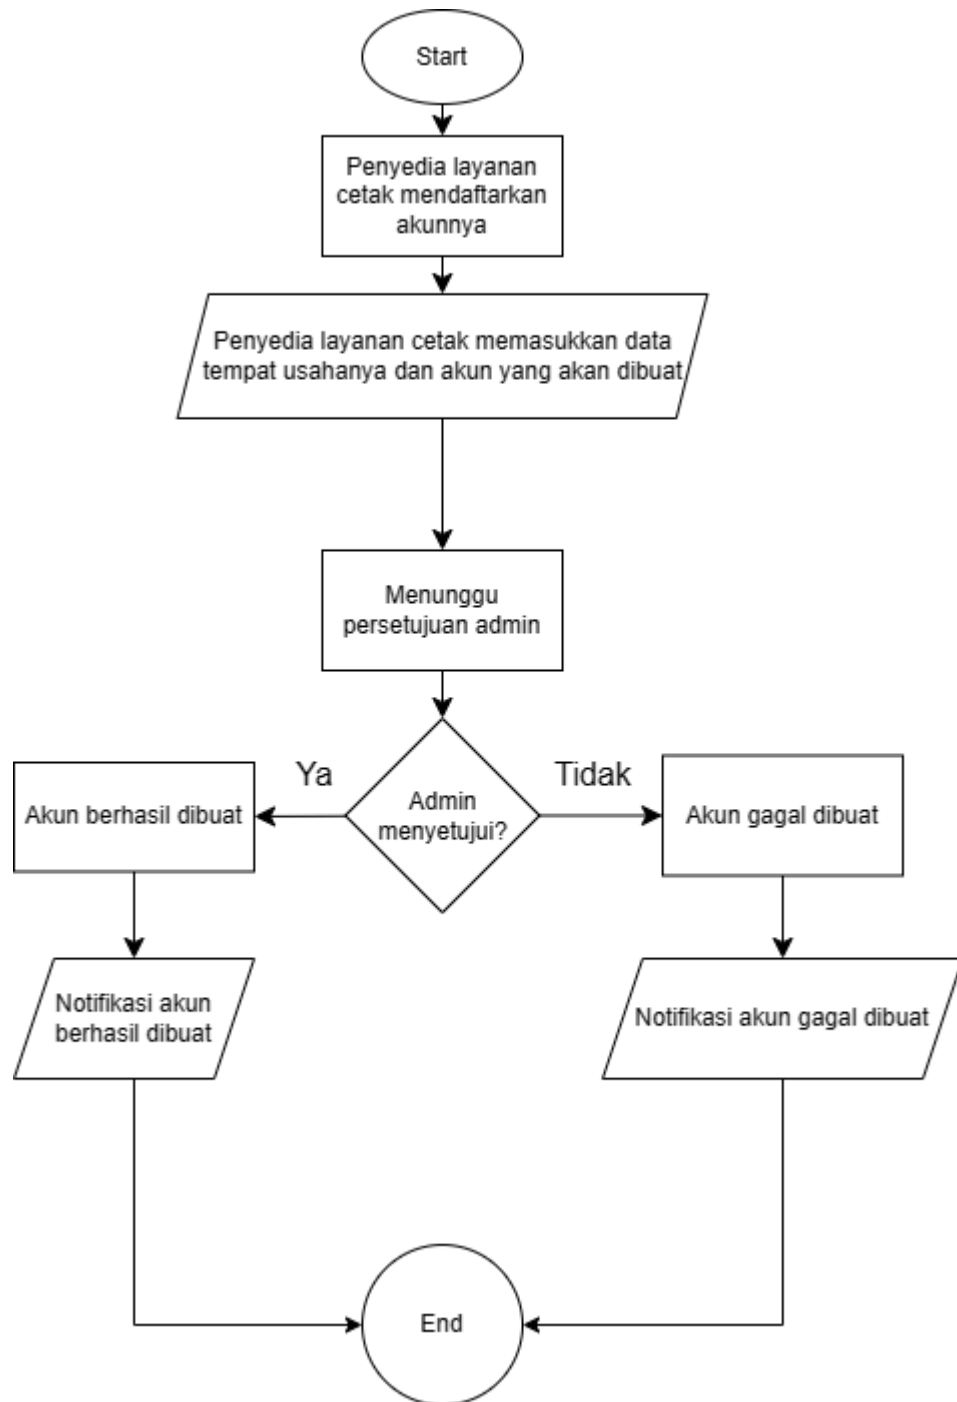 Start
Penyedia layanan
cetak mendaftarkan
akunnya
Penyedia layanan cetak memasukkan data
tempat usahanya dan akun yang akan dibuat
Menunggu
persetujuan admin
Ya
Admin
menyetujui?
Tidak
Akun berhasil dibuat
Akun gagal dibuat
Notifikasi akun
berhasil dibuat
Notifikasi akun gagal dibuat
End